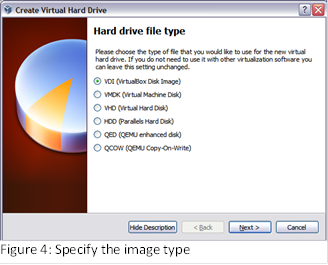 Create Virtual Hard Drive
Hard drive file type
Please choose the type of file that you would like to use for the new virtual
hard drive. If you do not need to use it with other virtualization software you
can leave this setting unchanged.
VDI (VirtualBox Disk Image)
VMDK (Virtual Machine Disk)
VHD (Virtual Hard Disk)
HDD (Parallels Hard Disk)
QED (QEMU enhanced disk)
QCOW (QEMU Copy-On-Write)
Hide Description < Back Next > Cancel
Figure 4: Specify the image type